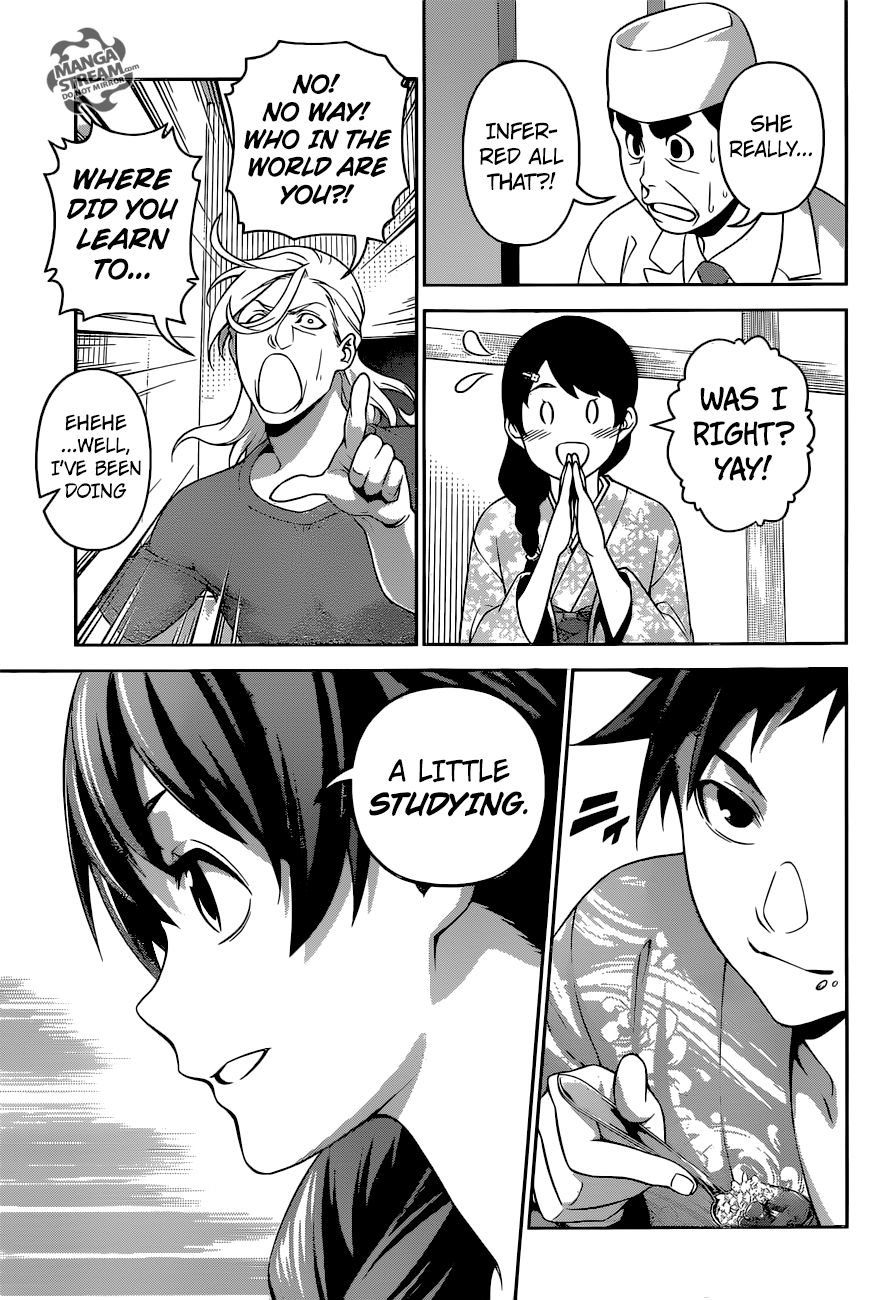 MANGA
STREAM.com
DO NOT MIRROR
SHE
REALLY...
INFER-
RED ALL
THAT?!
WAS I
RIGHT?
YAY!
NO!
NO WAY!
WHO IN THE
WORLD ARE
YOU?!
WHERE
DID YOU
LEARN
TO...
EHEHE
...WELL,
I'VE BEEN
DOING
A LITTLE
STUDYING.